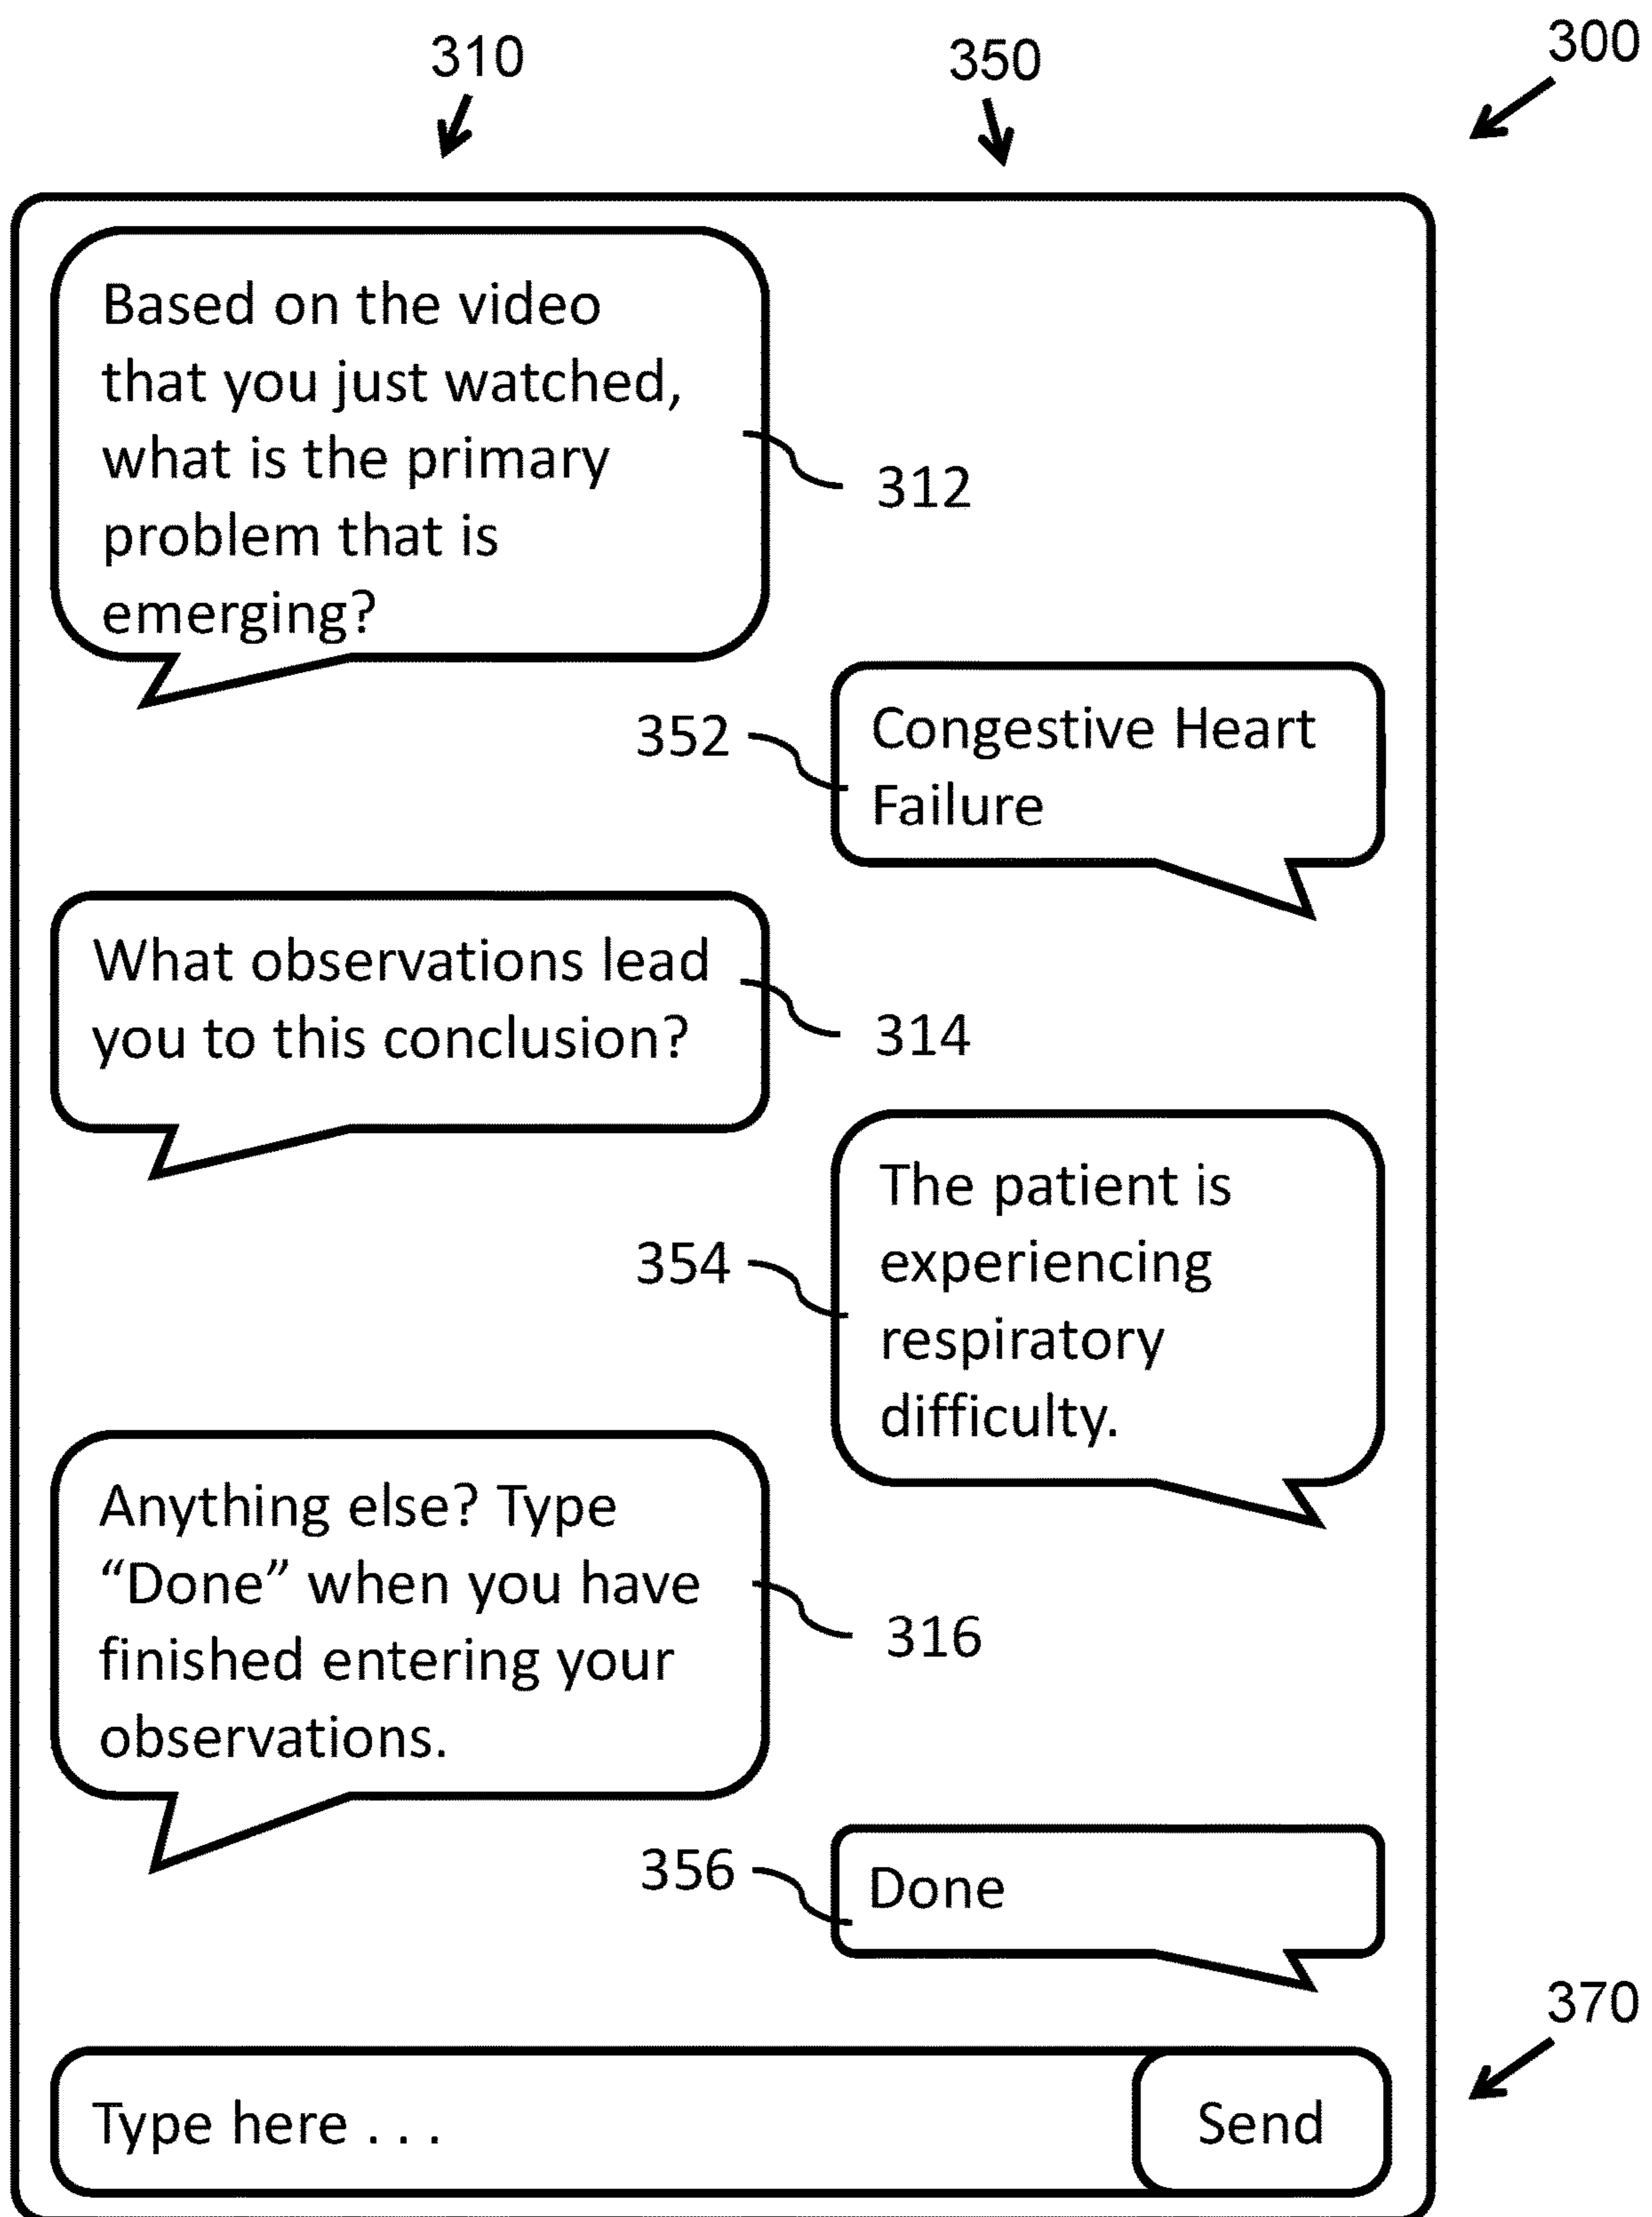 310
350
300
Based on the video
that you just watched,
what is the primary
problem that is
emerging?
312
352
Congestive Heart
Failure
What observations lead
you to this conclusion?
314
354
The patient is
experiencing
respiratory
difficulty.
Anything else? Type
“Done” when you have
finished entering your
observations.
316
356
Done
370
Type here . . .
Send